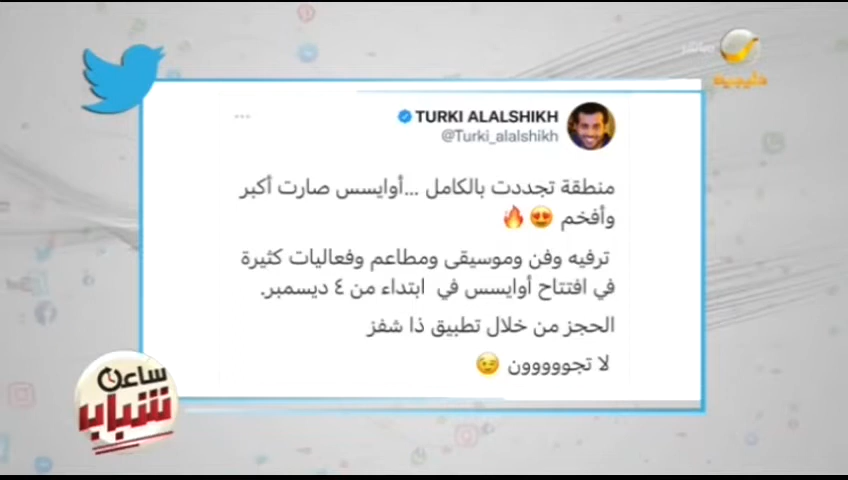 مباشر
خليجية
TURKI ALALSHIKH
@Turki_alalshikh
منطقة تجددت بالكامل ...أوايسس صارت أكبر
وأفخم 😍🔥
ترفيه وفن وموسيقى ومطاعم وفعاليات كثيرة
في افتتاح أوايسس في ابتداء من ٤ ديسمبر.
الحجز من خلال تطبيق ذا شفز
لا تجووووون 😉
ساعة
شباب